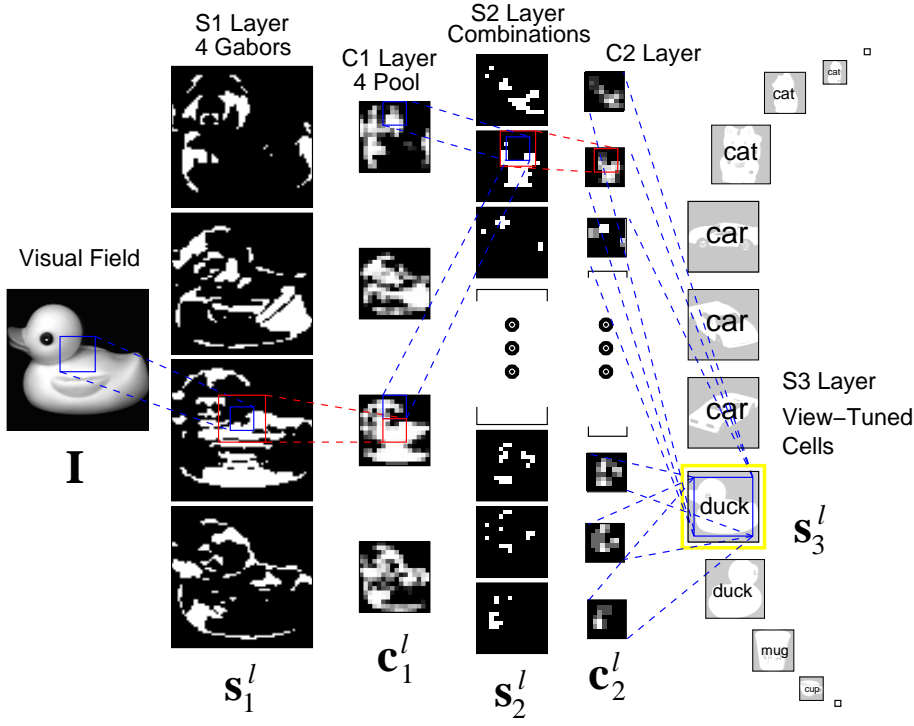 S1 Layer
4 Gabors
C1 Layer
4 Pool
S2 Layer
Combinations
C2 Layer
Visual Field
I
cat
cat
cat
car
car
car
duck
duck
mug
cup
S3 Layer
View–Tuned
Cells
s₁ˡ
c₁ˡ
s₂ˡ
c₂ˡ
s₃ˡ